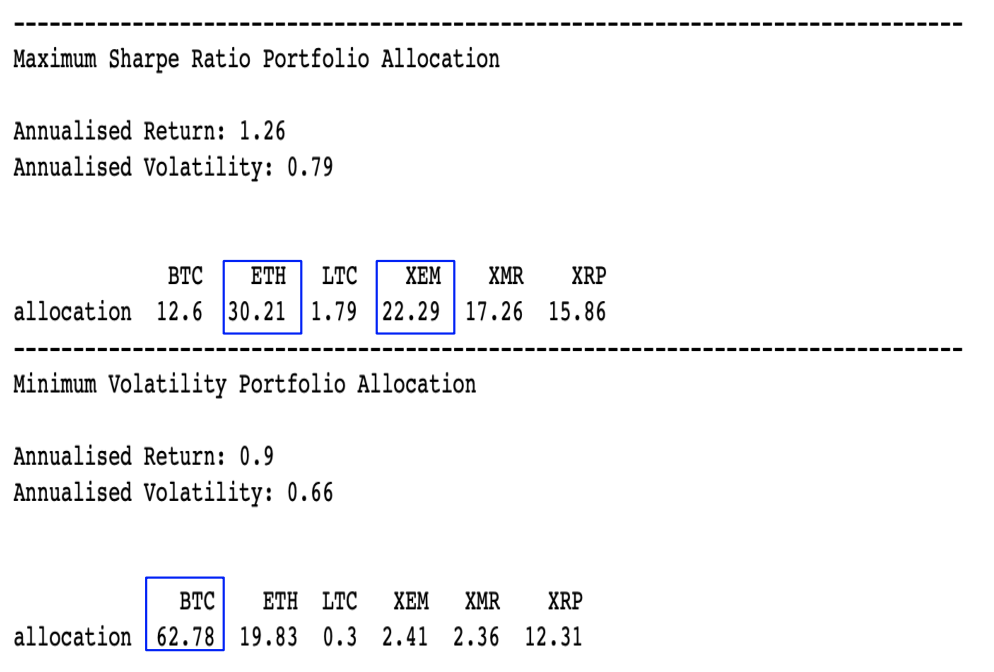 --------------------------------------------------------------------------------
Maximum Sharpe Ratio Portfolio Allocation
Annualised Return: 1.26
Annualised Volatility: 0.79
BTC ETH LTC XEM XMR XRP
allocation 12.6 30.21 1.79 22.29 17.26 15.86
--------------------------------------------------------------------------------
Minimum Volatility Portfolio Allocation
Annualised Return: 0.9
Annualised Volatility: 0.66
BTC ETH LTC XEM XMR XRP
allocation 62.78 19.83 0.3 2.41 2.36 12.31